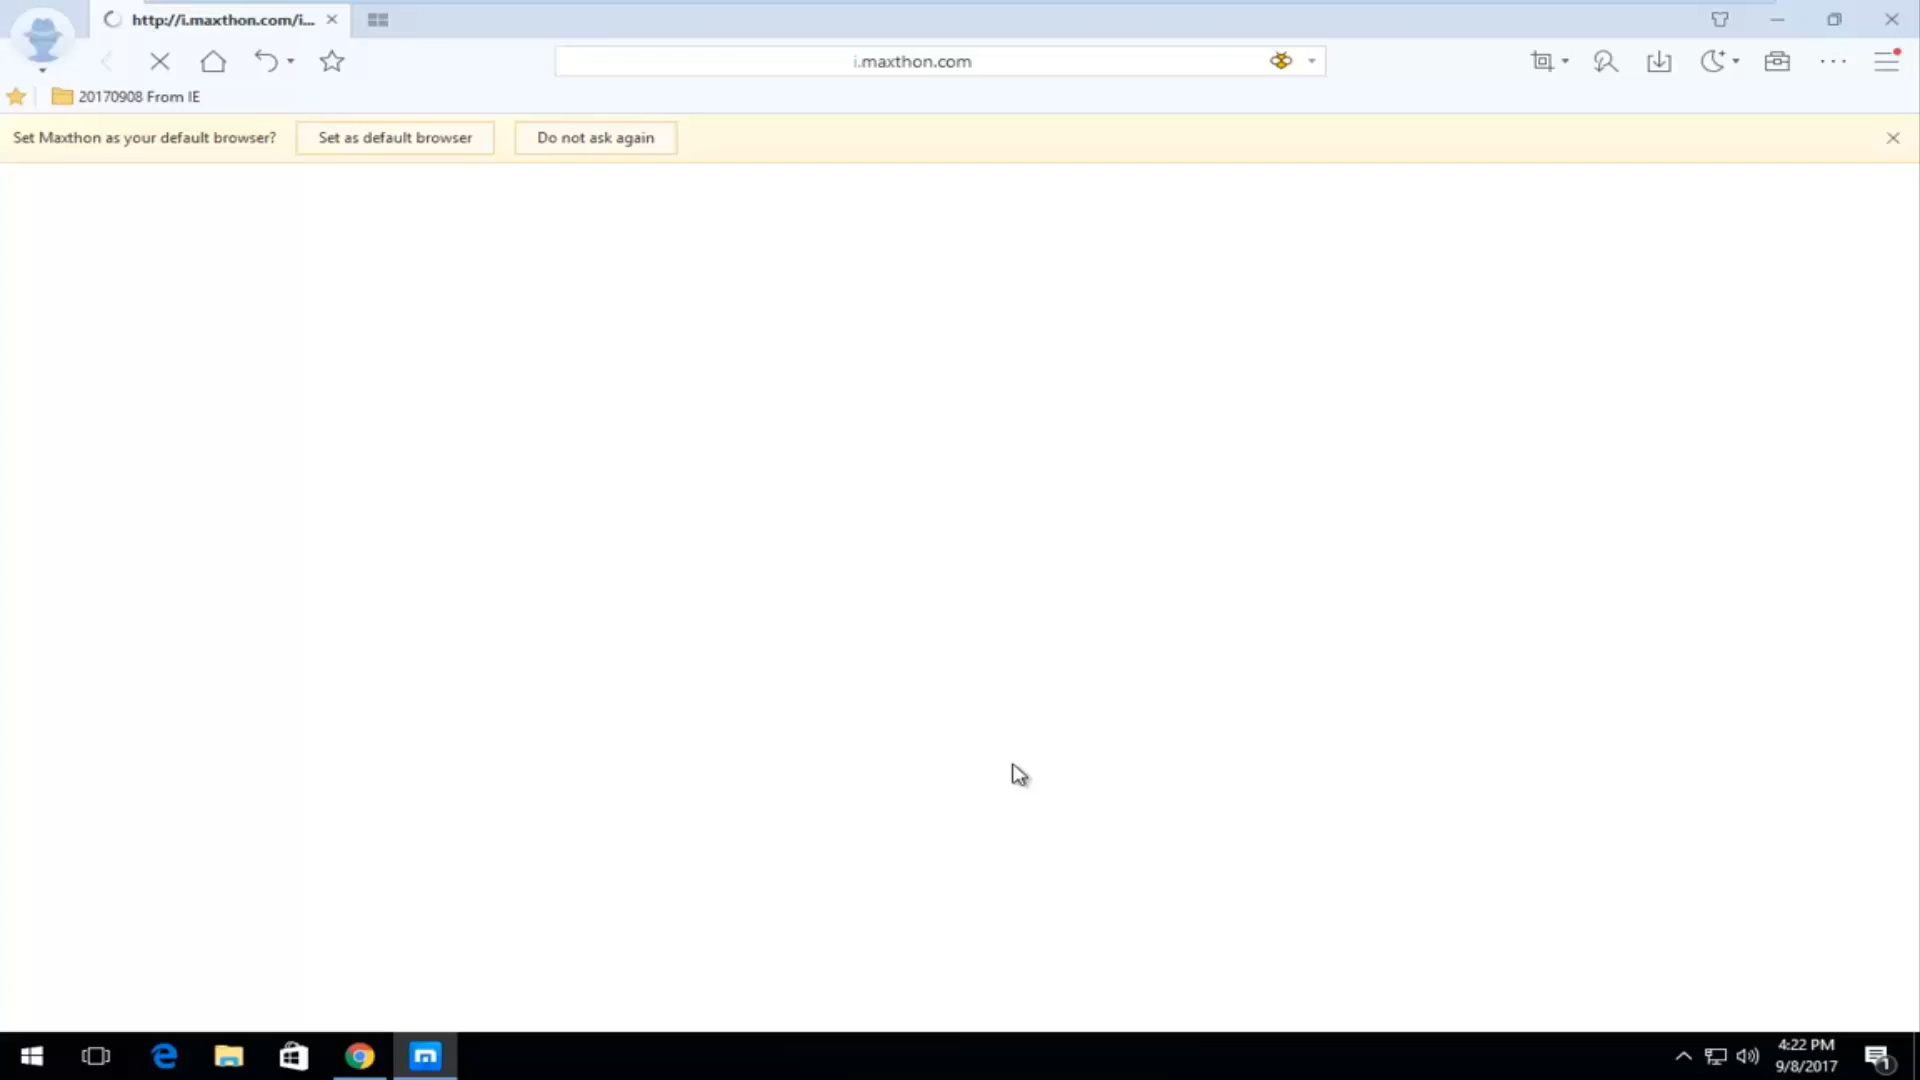 http://i.maxthon.com/i...
i.maxthon.com
20170908 From IE
Set Maxthon as your default browser?
Set as default browser
Do not ask again
4:22 PM
9/8/2017
1